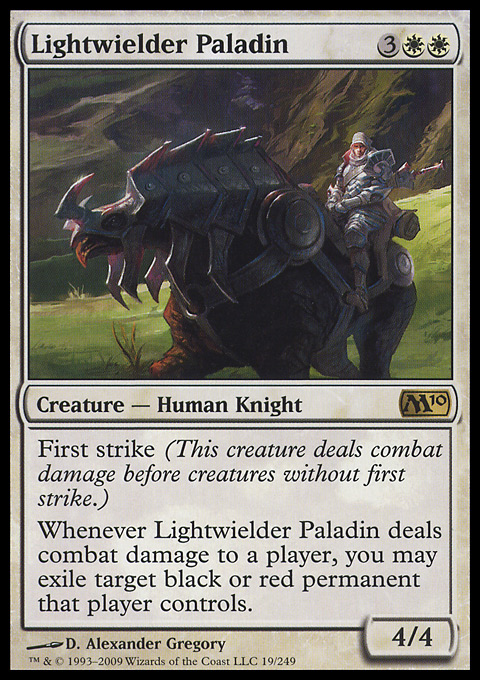 Lightwielder Paladin 3
Creature — Human Knight M10
First strike (This creature deals combat
damage before creatures without first
strike.)
Whenever Lightwielder Paladin deals
combat damage to a player, you may
exile target black or red permanent
that player controls.
D. Alexander Gregory
4/4
™ & © 1993–2009 Wizards of the Coast LLC 19/249